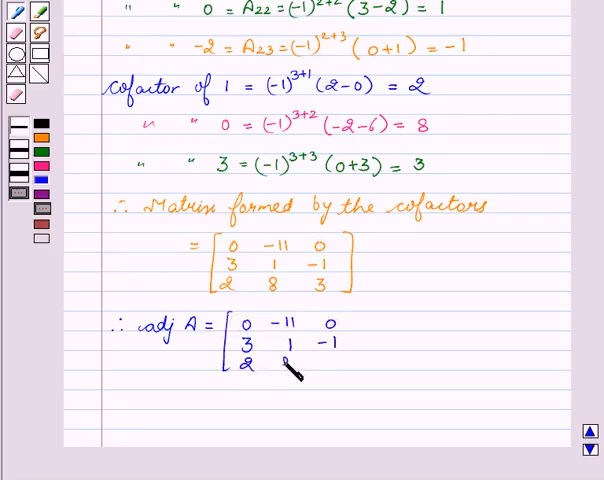 " " 0 = A22 = (-1)²⁺² (3-2) = 1
" " -2 = A23 = (-1)²⁺³ (0+1) = -1
cofactor of 1 = (-1)³⁺¹ (2-0) = 2
" " 0 = (-1)³⁺² (-2-6) = 8
" " 3 = (-1)³⁺³ (0+3) = 3
∴ Matrix formed by the cofactors
= [ 0 -11 0
3 1 -1
2 8 3 ]
∴ adj A = [ 0 -11 0
3 1 -1
2